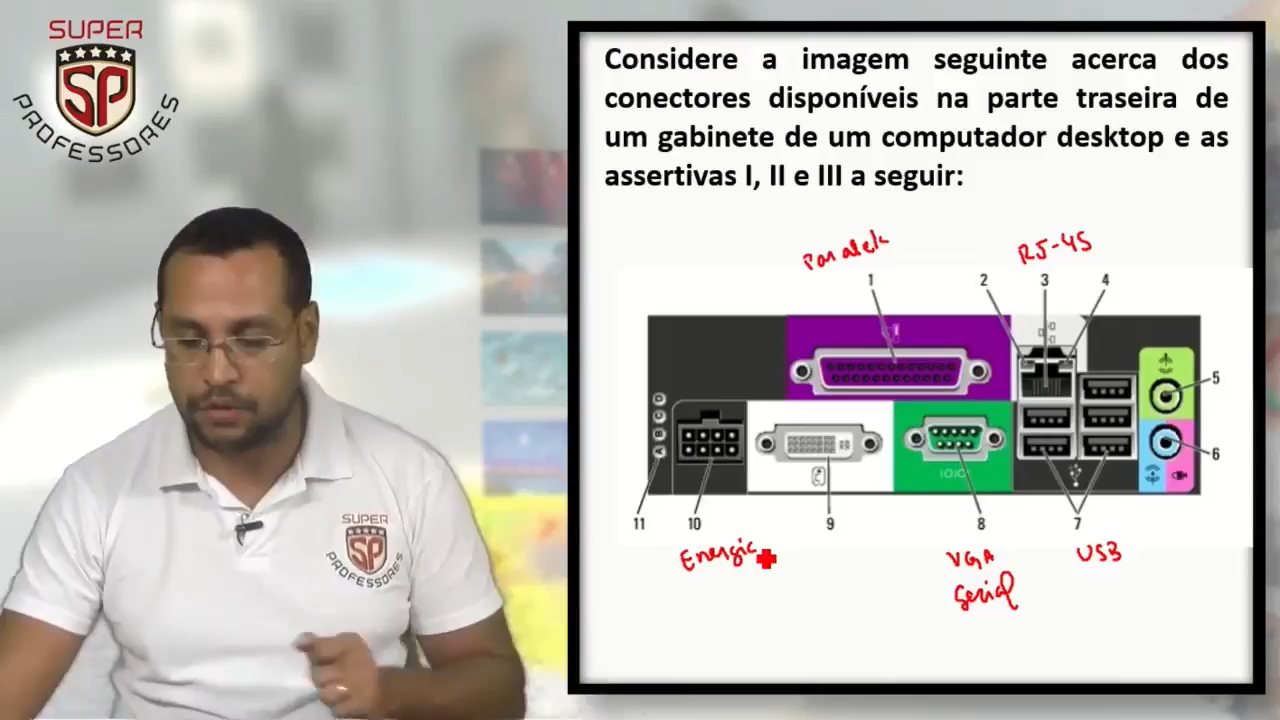 SUPER
SP
PROFESSORES
Considere a imagem seguinte acerca dos
conectores disponíveis na parte traseira de
um gabinete de um computador desktop e as
assertivas I, II e III a seguir:
Paralela
RJ-45
1
2
3
4
5
6
11
10
9
8
7
IOIOI
Energia
VGA
USB
Serial
SUPER
SP
PROFESSORES